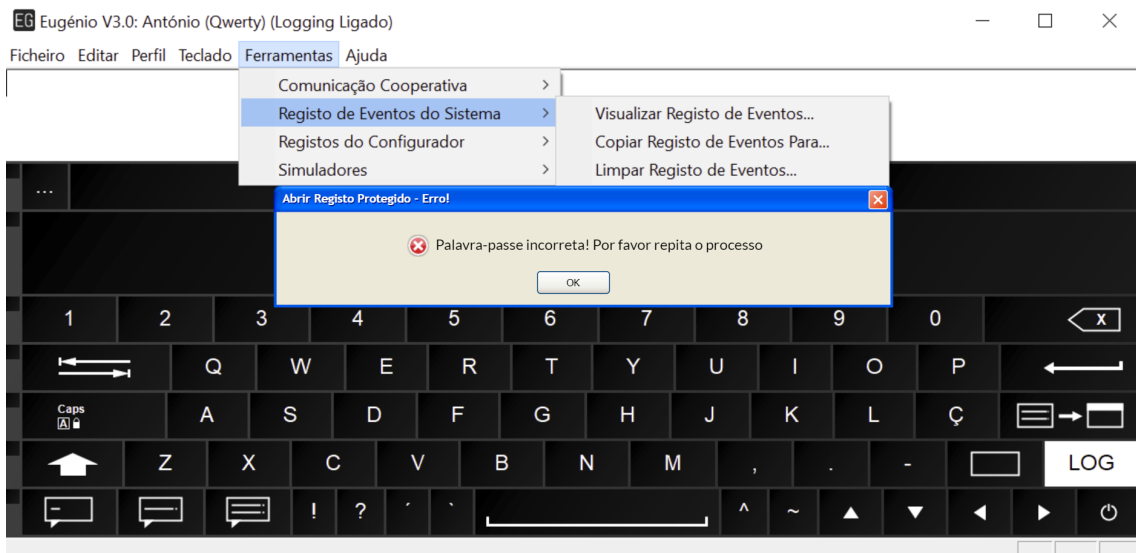 EG Eugénio V3.0: António (Qwerty) (Logging Ligado)
Ficheiro Editar Perfil Teclado Ferramentas Ajuda
Comunicação Cooperativa
Registo de Eventos do Sistema
Registos do Configurador
Simuladores
Visualizar Registo de Eventos...
Copiar Registo de Eventos Para...
Limpar Registo de Eventos...
...
Abrir Registo Protegido - Erro!
Palavra-passe incorreta! Por favor repita o processo
OK
1 2 3 4 5 6 7 8 9 0 X
Q W E R T Y U I O P
Caps A A S D F G H J K L Ç
Z X C V B N M , . - LOG
! ? ´ ` ^ ~